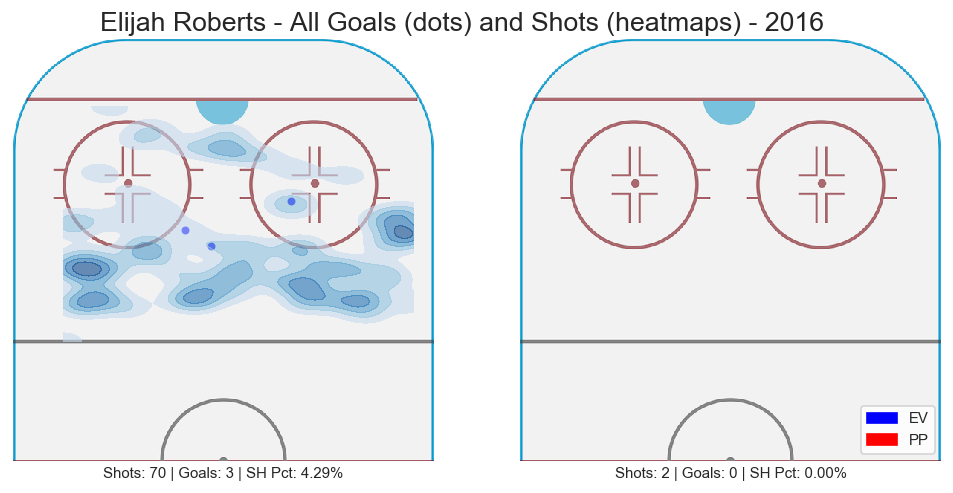 Elijah Roberts - All Goals (dots) and Shots (heatmaps) - 2016
EV
PP
Shots: 70 | Goals: 3 | SH Pct: 4.29%
Shots: 2 | Goals: 0 | SH Pct: 0.00%